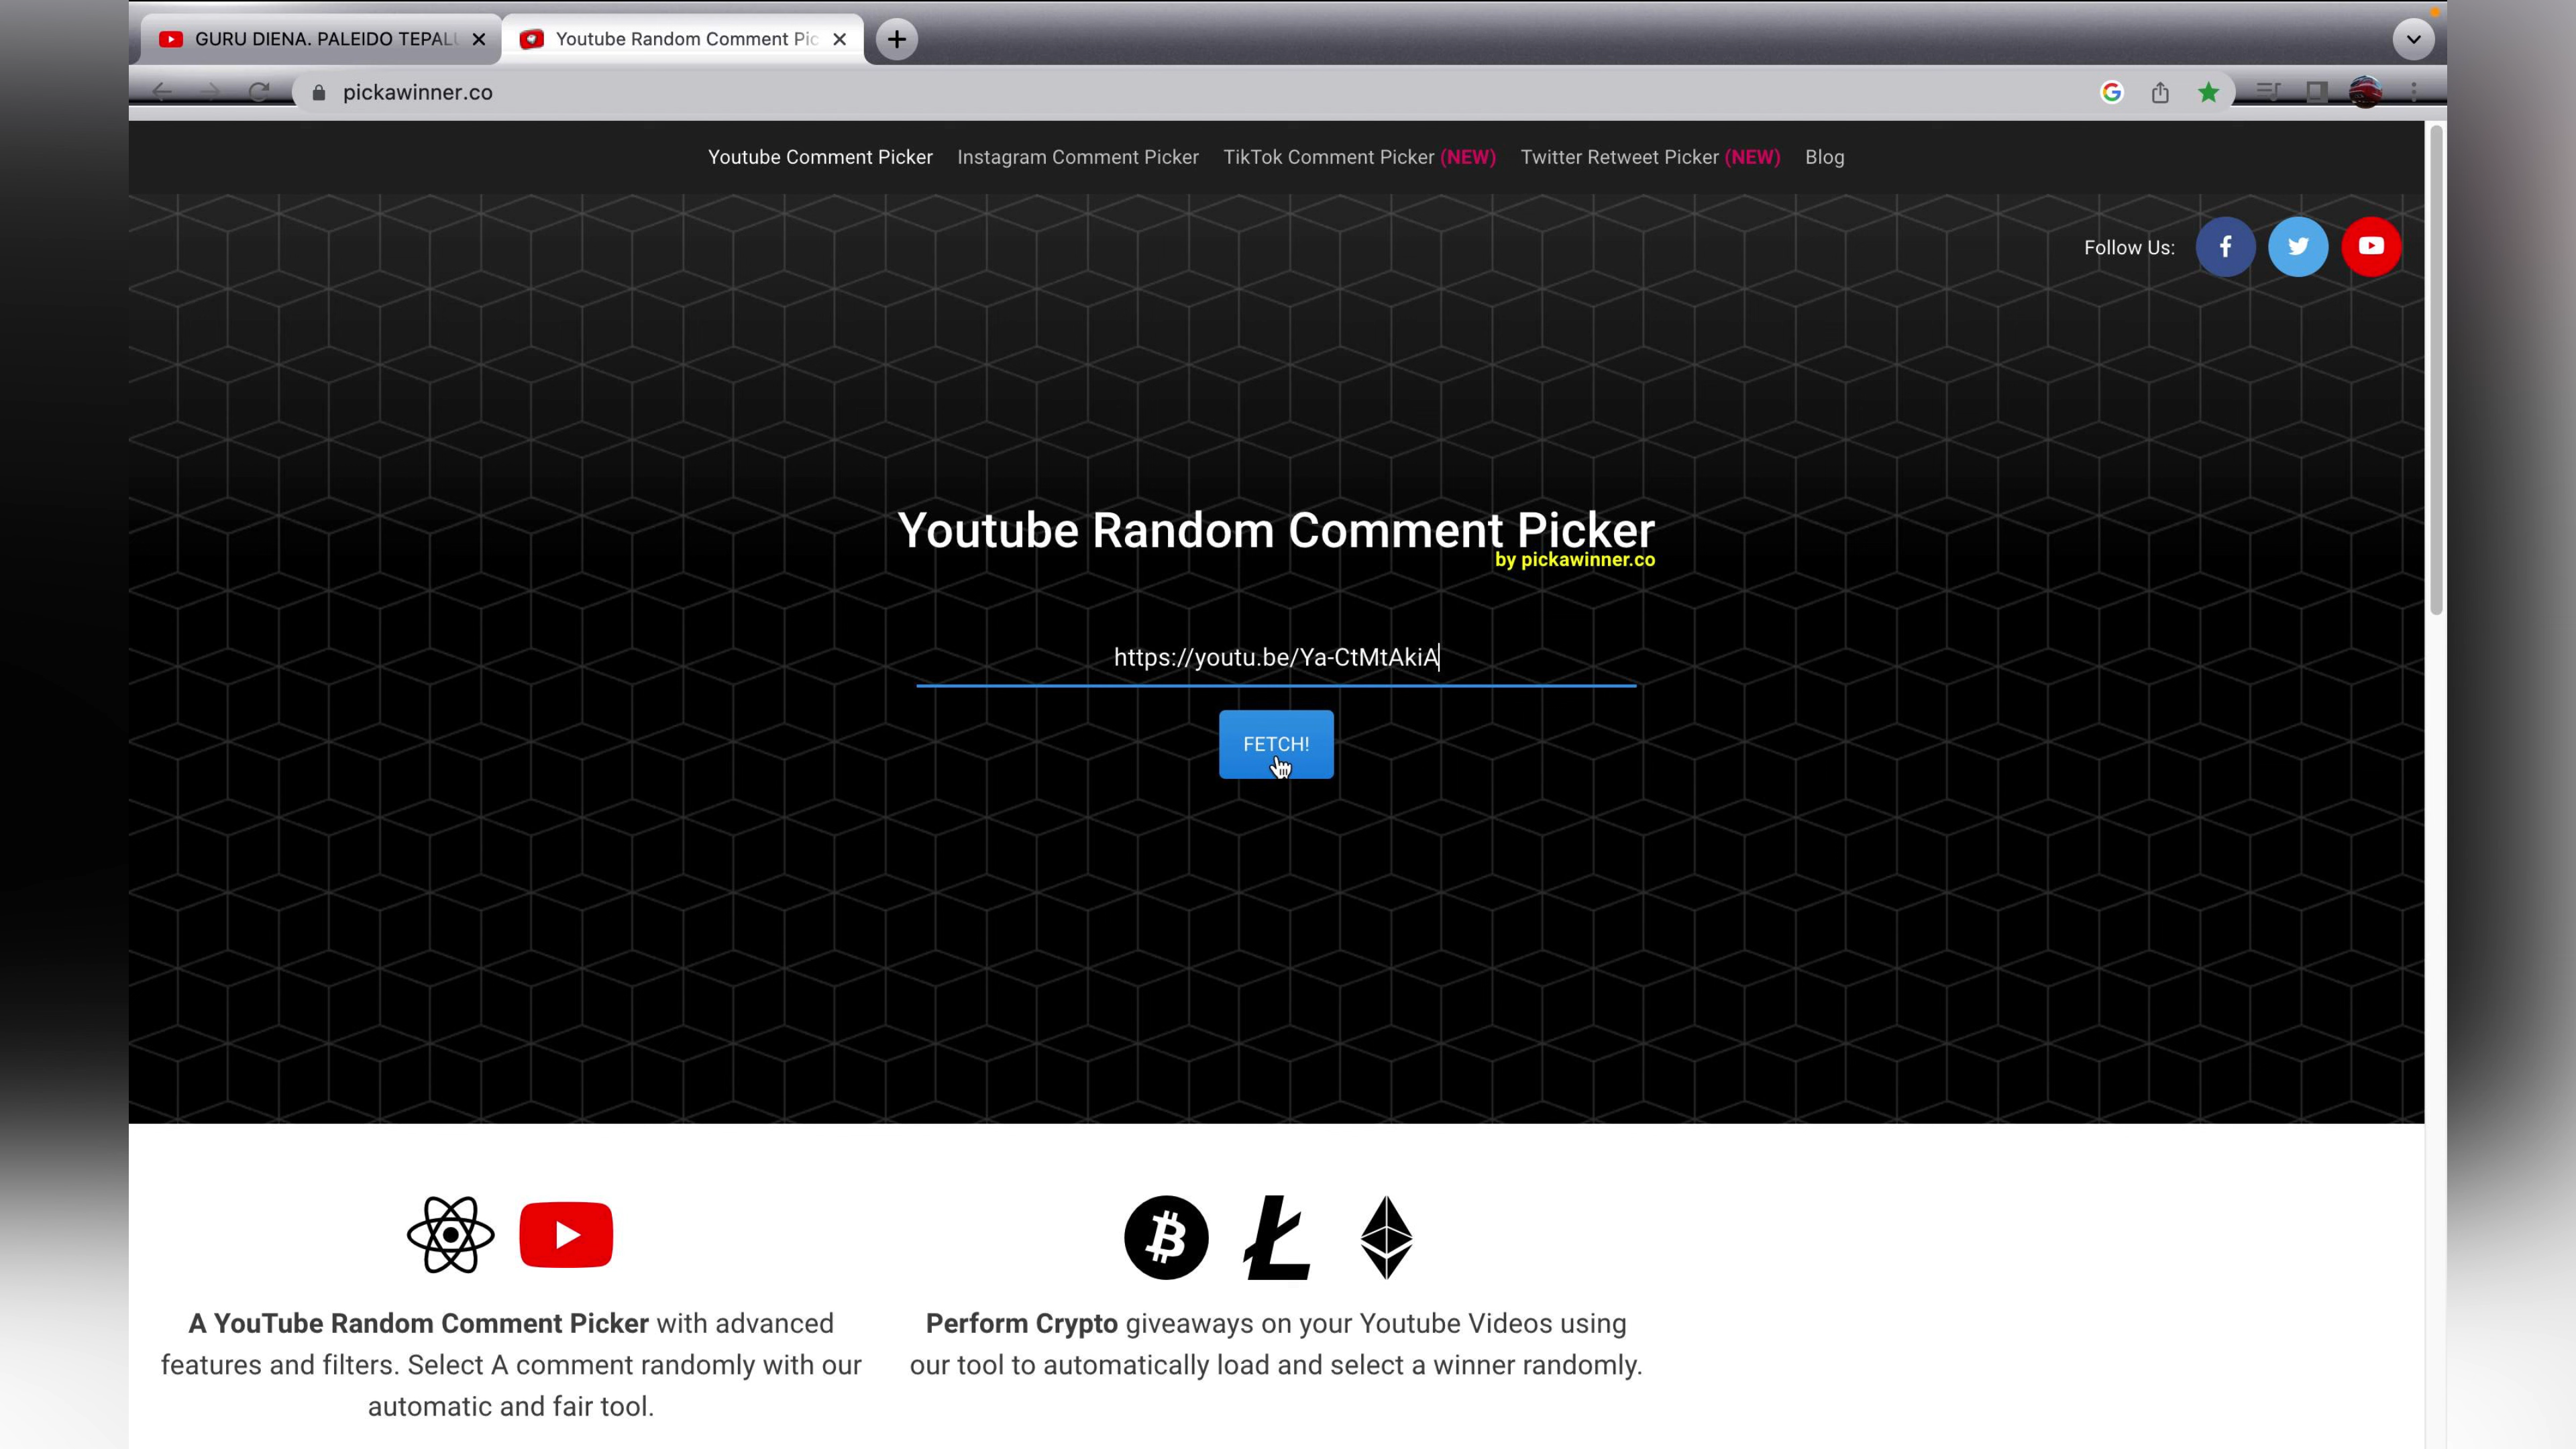 GURU DIENA. PALEIDO TEPAL
Youtube Random Comment Pic
pickawinner.co
Youtube Comment Picker
Instagram Comment Picker
TikTok Comment Picker (NEW)
Twitter Retweet Picker (NEW)
Blog
Follow Us:
Youtube Random Comment Picker
by pickawinner.co
https://youtu.be/Ya-CtMtAkiA
FETCH!
A YouTube Random Comment Picker with advanced
features and filters. Select A comment randomly with our
automatic and fair tool.
Perform Crypto giveaways on your Youtube Videos using
our tool to automatically load and select a winner randomly.